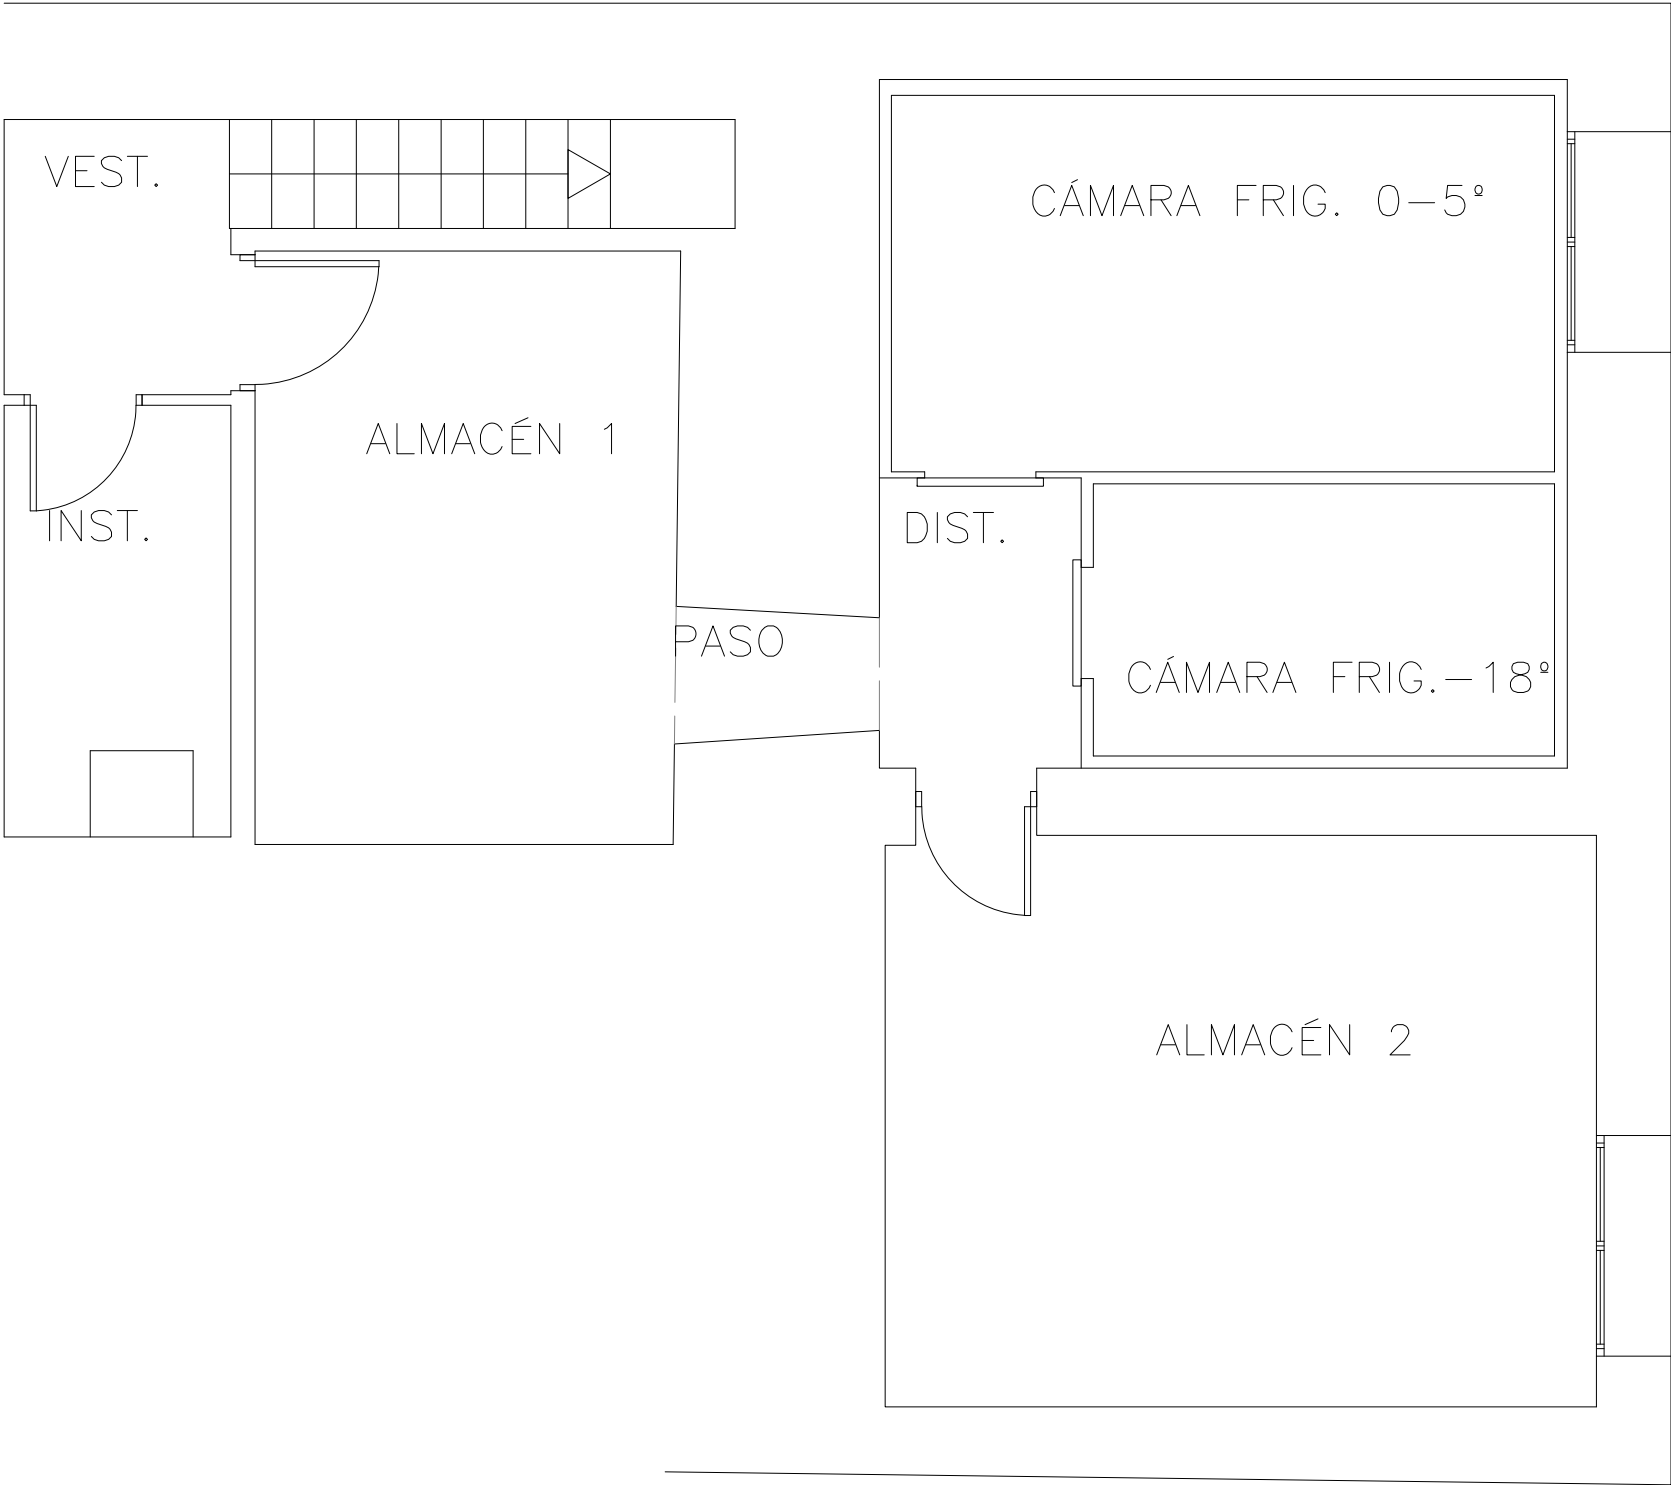 VEST.
CÁMARA FRIG. 0-5º
ALMACÉN 1
INST.
DIST.
PASO
CÁMARA FRIG.-18º
ALMACÉN 2